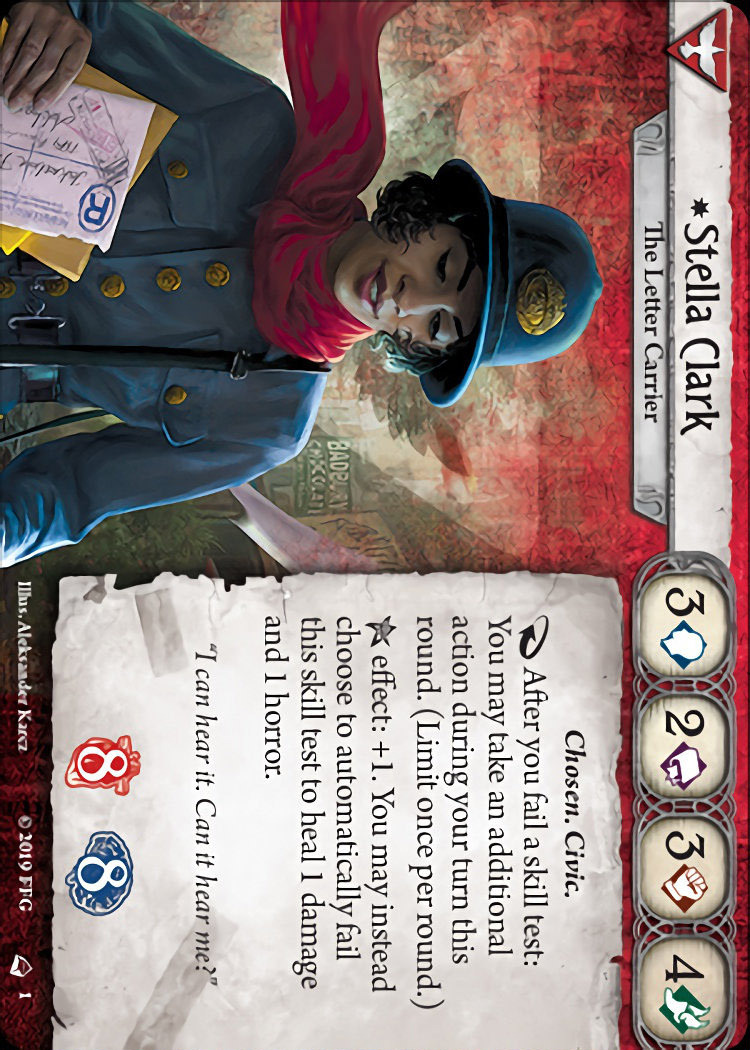 Stella Clark
The Letter Carrier
3 2 3 4
Chosen. Civic.
After you fail a skill test:
You may take an additional
action during your turn this
round. (Limit once per round.)
effect: +1. You may instead
choose to automatically fail
this skill test to heal 1 damage
and 1 horror.
"I can hear it. Can it hear me?"
8 8
BADBURY
CHOCOLATE
R
Illus. Aleksander Karcz
© 2019 FFG
1